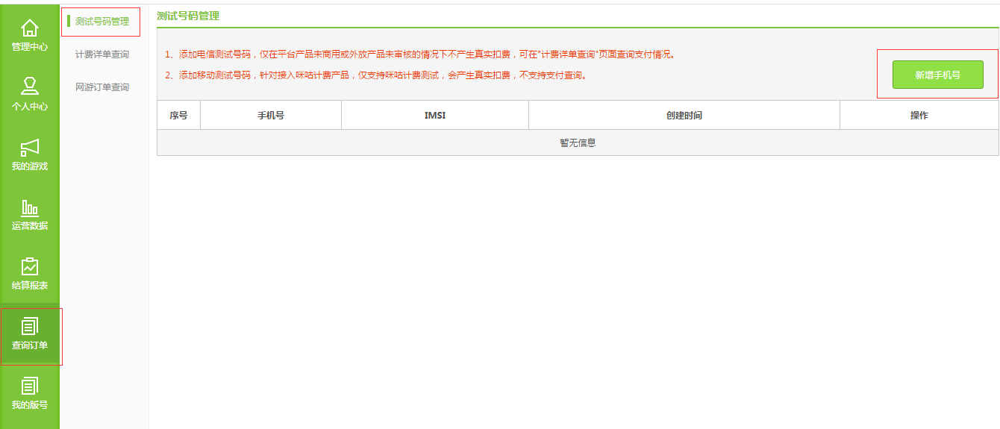 管理中心
个人中心
我的游戏
运营数据
结算报表
查询订单
我的版号
测试号码管理
计费详单查询
网游订单查询
测试号码管理
1、添加电信测试号码，仅在平台产品未商用或外放产品未审核的情况下不产生真实扣费，可在"计费详单查询"页面查询支付情况。
2、添加移动测试号码，针对接入咪咕计费产品，仅支持咪咕计费测试，会产生真实扣费，不支持支付查询。
新增手机号
序号 手机号 IMSI 创建时间 操作
暂无信息